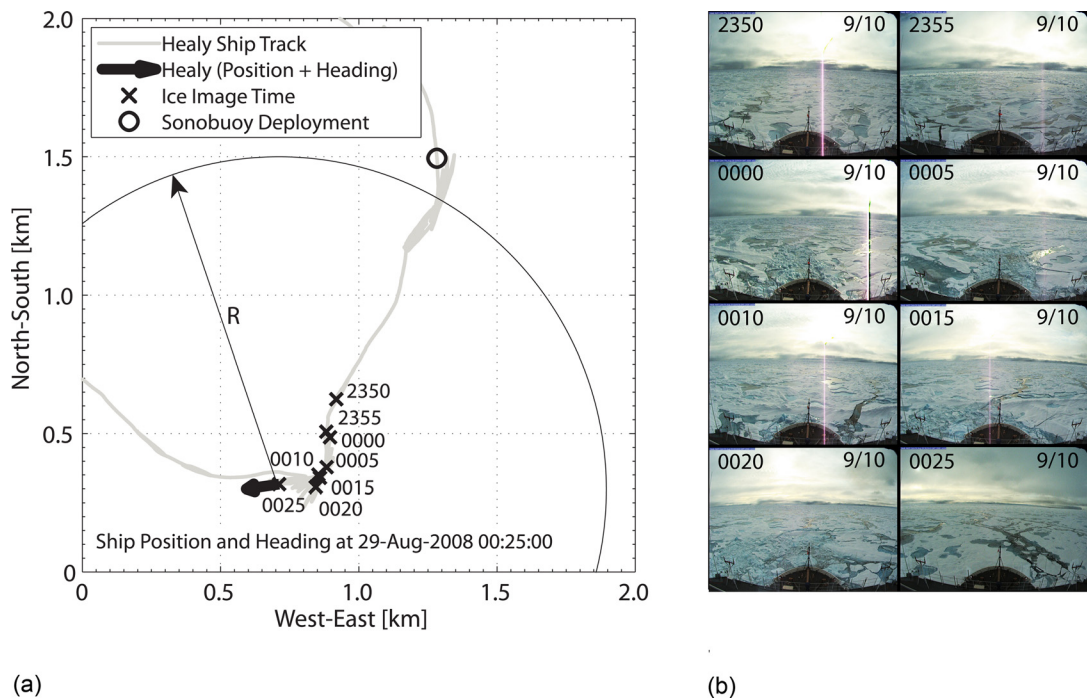 2.0
1.5
1.0
0.5
0
0
0.5
1.0
1.5
2.0
North-South [km]
West-East [km]
Healy Ship Track
Healy (Position + Heading)
Ice Image Time
Sonobuoy Deployment
R
2350
2355
0000
0010
0005
0015
0025
0020
Ship Position and Heading at 29-Aug-2008 00:25:00
(a)
2350 9/10
2355 9/10
0000 9/10
0005 9/10
0010 9/10
0015 9/10
0020 9/10
0025 9/10
(b)